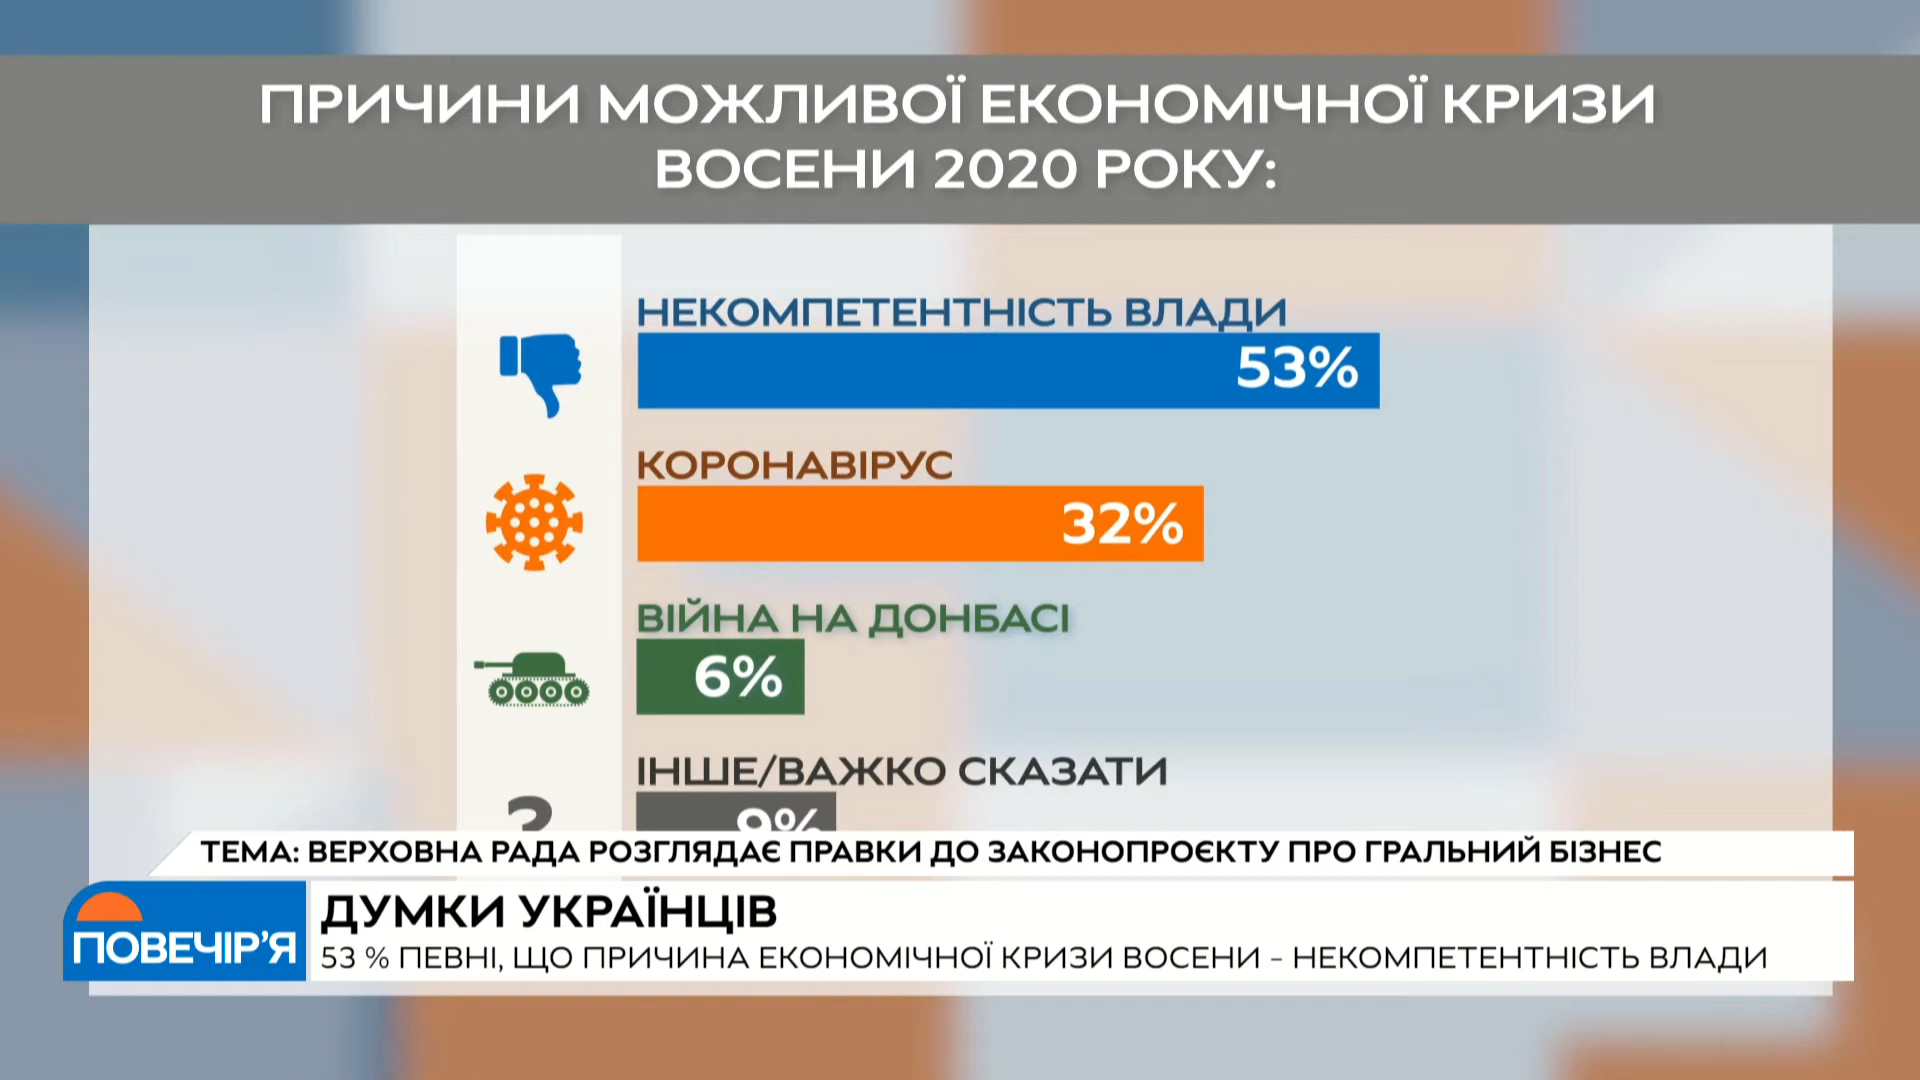 ПРИЧИНИ МОЖЛИВОЇ ЕКОНОМІЧНОЇ КРИЗИ
ВОСЕНИ 2020 РОКУ:
НЕКОМПЕТЕНТНІСТЬ ВЛАДИ
53%
КОРОНАВІРУС
32%
ВІЙНА НА ДОНБАСІ
6%
ІНШЕ/ВАЖКО СКАЗАТИ
?
9%
ТЕМА: ВЕРХОВНА РАДА РОЗГЛЯДАЄ ПРАВКИ ДО ЗАКОНОПРОЄКТУ ПРО ГРАЛЬНИЙ БІЗНЕС
ПОВЕЧІР'Я
ДУМКИ УКРАЇНЦІВ
53 % ПЕВНІ, ЩО ПРИЧИНА ЕКОНОМІЧНОЇ КРИЗИ ВОСЕНИ – НЕКОМПЕТЕНТНІСТЬ ВЛАДИ